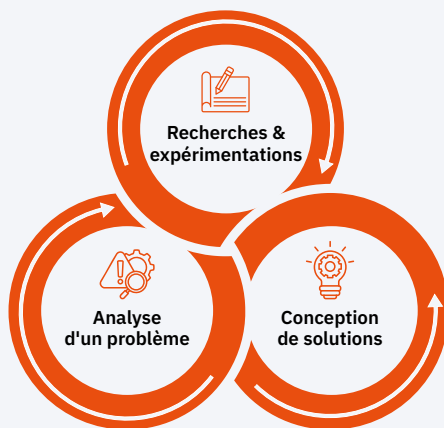 Recherches &
expérimentations
Analyse
d'un problème
Conception
de solutions